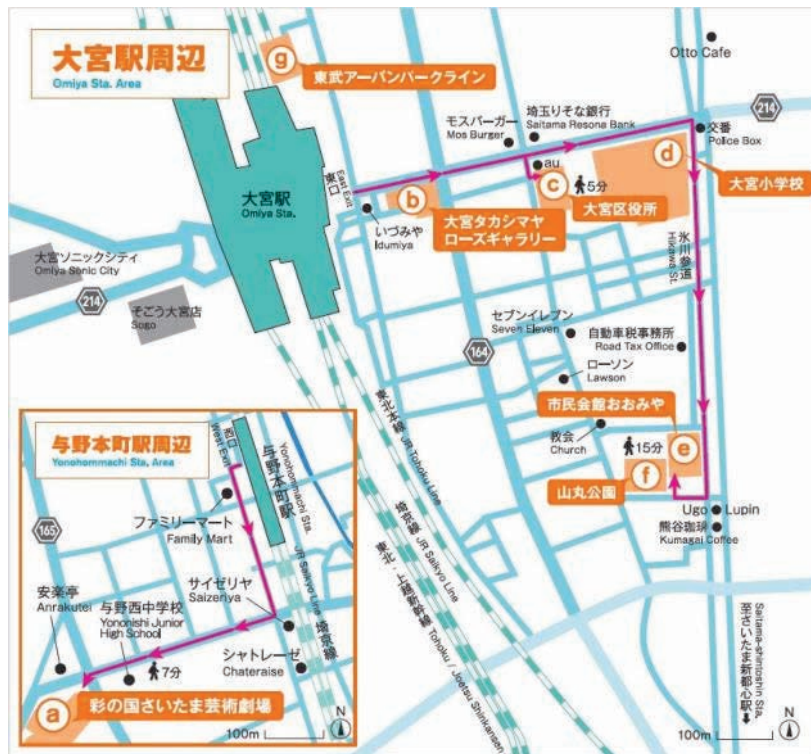 大宮駅周辺
Omiya Sta. Area
g
東武アーバンパークライン
Otto Cafe
214
モスバーガー
Mos Burger
埼玉りそな銀行
Saitama Resona Bank
交番
Police Box
au
d
大宮小学校
東口
East Exit
b
c
5分
大宮区役所
大宮駅
Omiya Sta.
いづみや
Idumiya
大宮タカシマヤ
ローズギャラリー
氷川参道
Hikawa St.
大宮ソニックシティ
Omiya Sonic City
214
そごう大宮店
Sogo
セブンイレブン
Seven Eleven
自動車税事務所
Road Tax Office
164
ローソン
Lawson
市民会館おおみや
教会
Church
15分
e
f
山丸公園
Ugo
Lupin
熊谷珈琲
Kumagai Coffee
東北本線 JR Tohoku Line
埼京線 JR Saikyo Line
東北・上越新幹線 Tohoku / Joetsu Shinkansen
Saitama-shintoshin Sta.
至さいたま新都心駅
N
100m
与野本町駅周辺
Yonohommachi Sta. Area
西口
West Exit
与野本町駅
Yonohommachi Sta.
ファミリーマート
Family Mart
165
JR Saikyo Line 埼京線
サイゼリヤ
Saizeriya
安楽亭
Anrakutei
与野西中学校
Yononishi Junior
High School
シャトレーゼ
Chateraise
7分
a
彩の国さいたま芸術劇場
N
100m